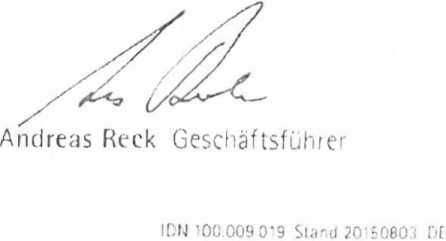 Andreas Reck Geschäftsführer
IDN 100.009.019 Stand 20150803 DE